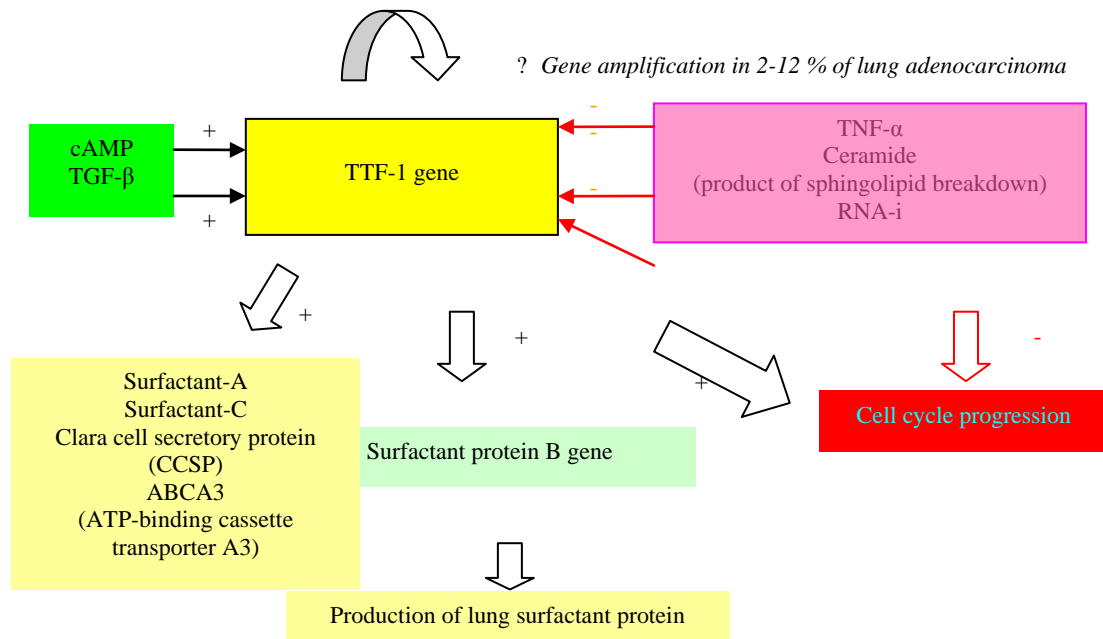 ? Gene amplification in 2-12 % of lung adenocarcinoma
+
cAMP
TGF-β
+
TTF-1 gene
-
-
-
TNF-α
Ceramide
(product of sphingolipid breakdown)
RNA-i
+
+
+
-
Surfactant-A
Surfactant-C
Clara cell secretory protein
(CCSP)
ABCA3
(ATP-binding cassette
transporter A3)
Surfactant protein B gene
Cell cycle progression
Production of lung surfactant protein